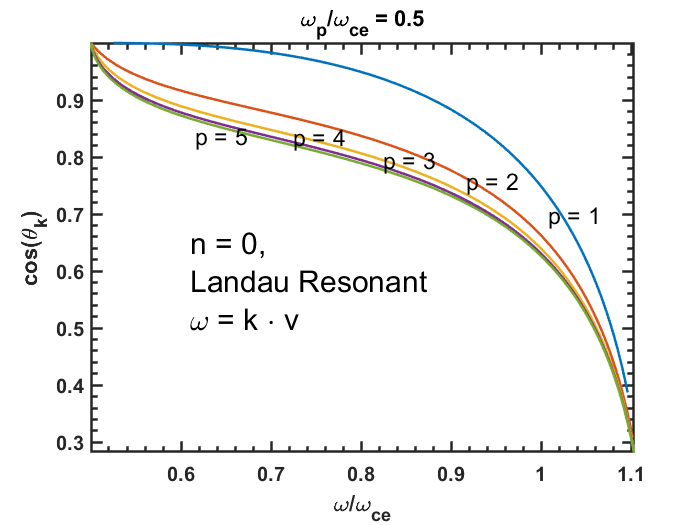 ωp/ωce = 0.5
cos(θk)
0.9
0.8
0.7
0.6
0.5
0.4
0.3
p = 5
p = 4
p = 3
p = 2
p = 1
n = 0,
Landau Resonant
ω = k · v
0.6 0.7 0.8 0.9 1 1.1
ω/ωce